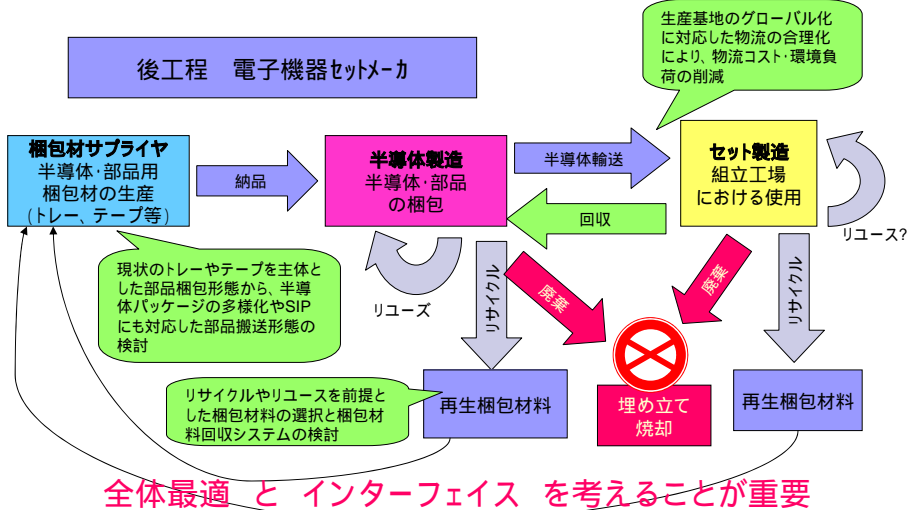 生産基地のグローバル化
に対応した物流の合理化
により、物流コスト・環境負
荷の削減
後工程　電子機器セットメーカ
梱包材サプライヤ
半導体・部品用
梱包材の生産
(トレー、テープ等)
納品
半導体製造
半導体・部品
の梱包
半導体輸送
回収
セット製造
組立工場
における使用
リユース?
現状のトレーやテープを主体と
した部品梱包形態から、半導
体パッケージの多様化やSIP
にも対応した部品搬送形態の
検討
リユーズ
リサイクル
廃棄
廃棄
リサイクル
リサイクルやリユースを前提と
した梱包材料の選択と梱包材
料回収システムの検討
再生梱包材料
埋め立て
焼却
再生梱包材料
全体最適　と　インターフェイス　を考えることが重要